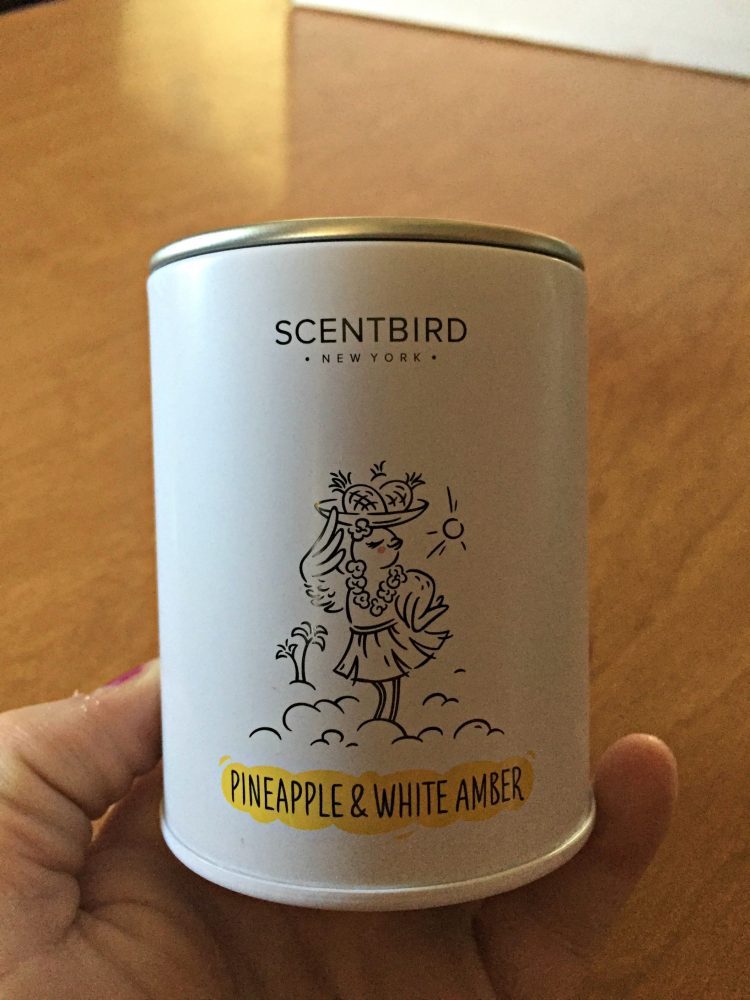 SCENTBIRD
• NEW YORK •
PINEAPPLE & WHITE AMBER